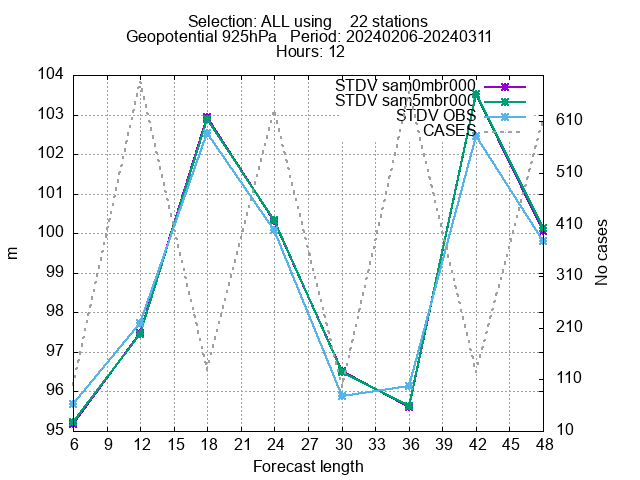 Selection: ALL using    22 stations
Geopotential 925hPa   Period: 20240206-20240311
Hours: 12
STDV sam0mbr000
STDV sam5mbr000
STDV OBS
CASES
104
103
102
101
100
99
98
97
96
95
m
610
510
410
310
210
110
10
No cases
6 9 12 15 18 21 24 27 30 33 36 39 42 45 48
Forecast length